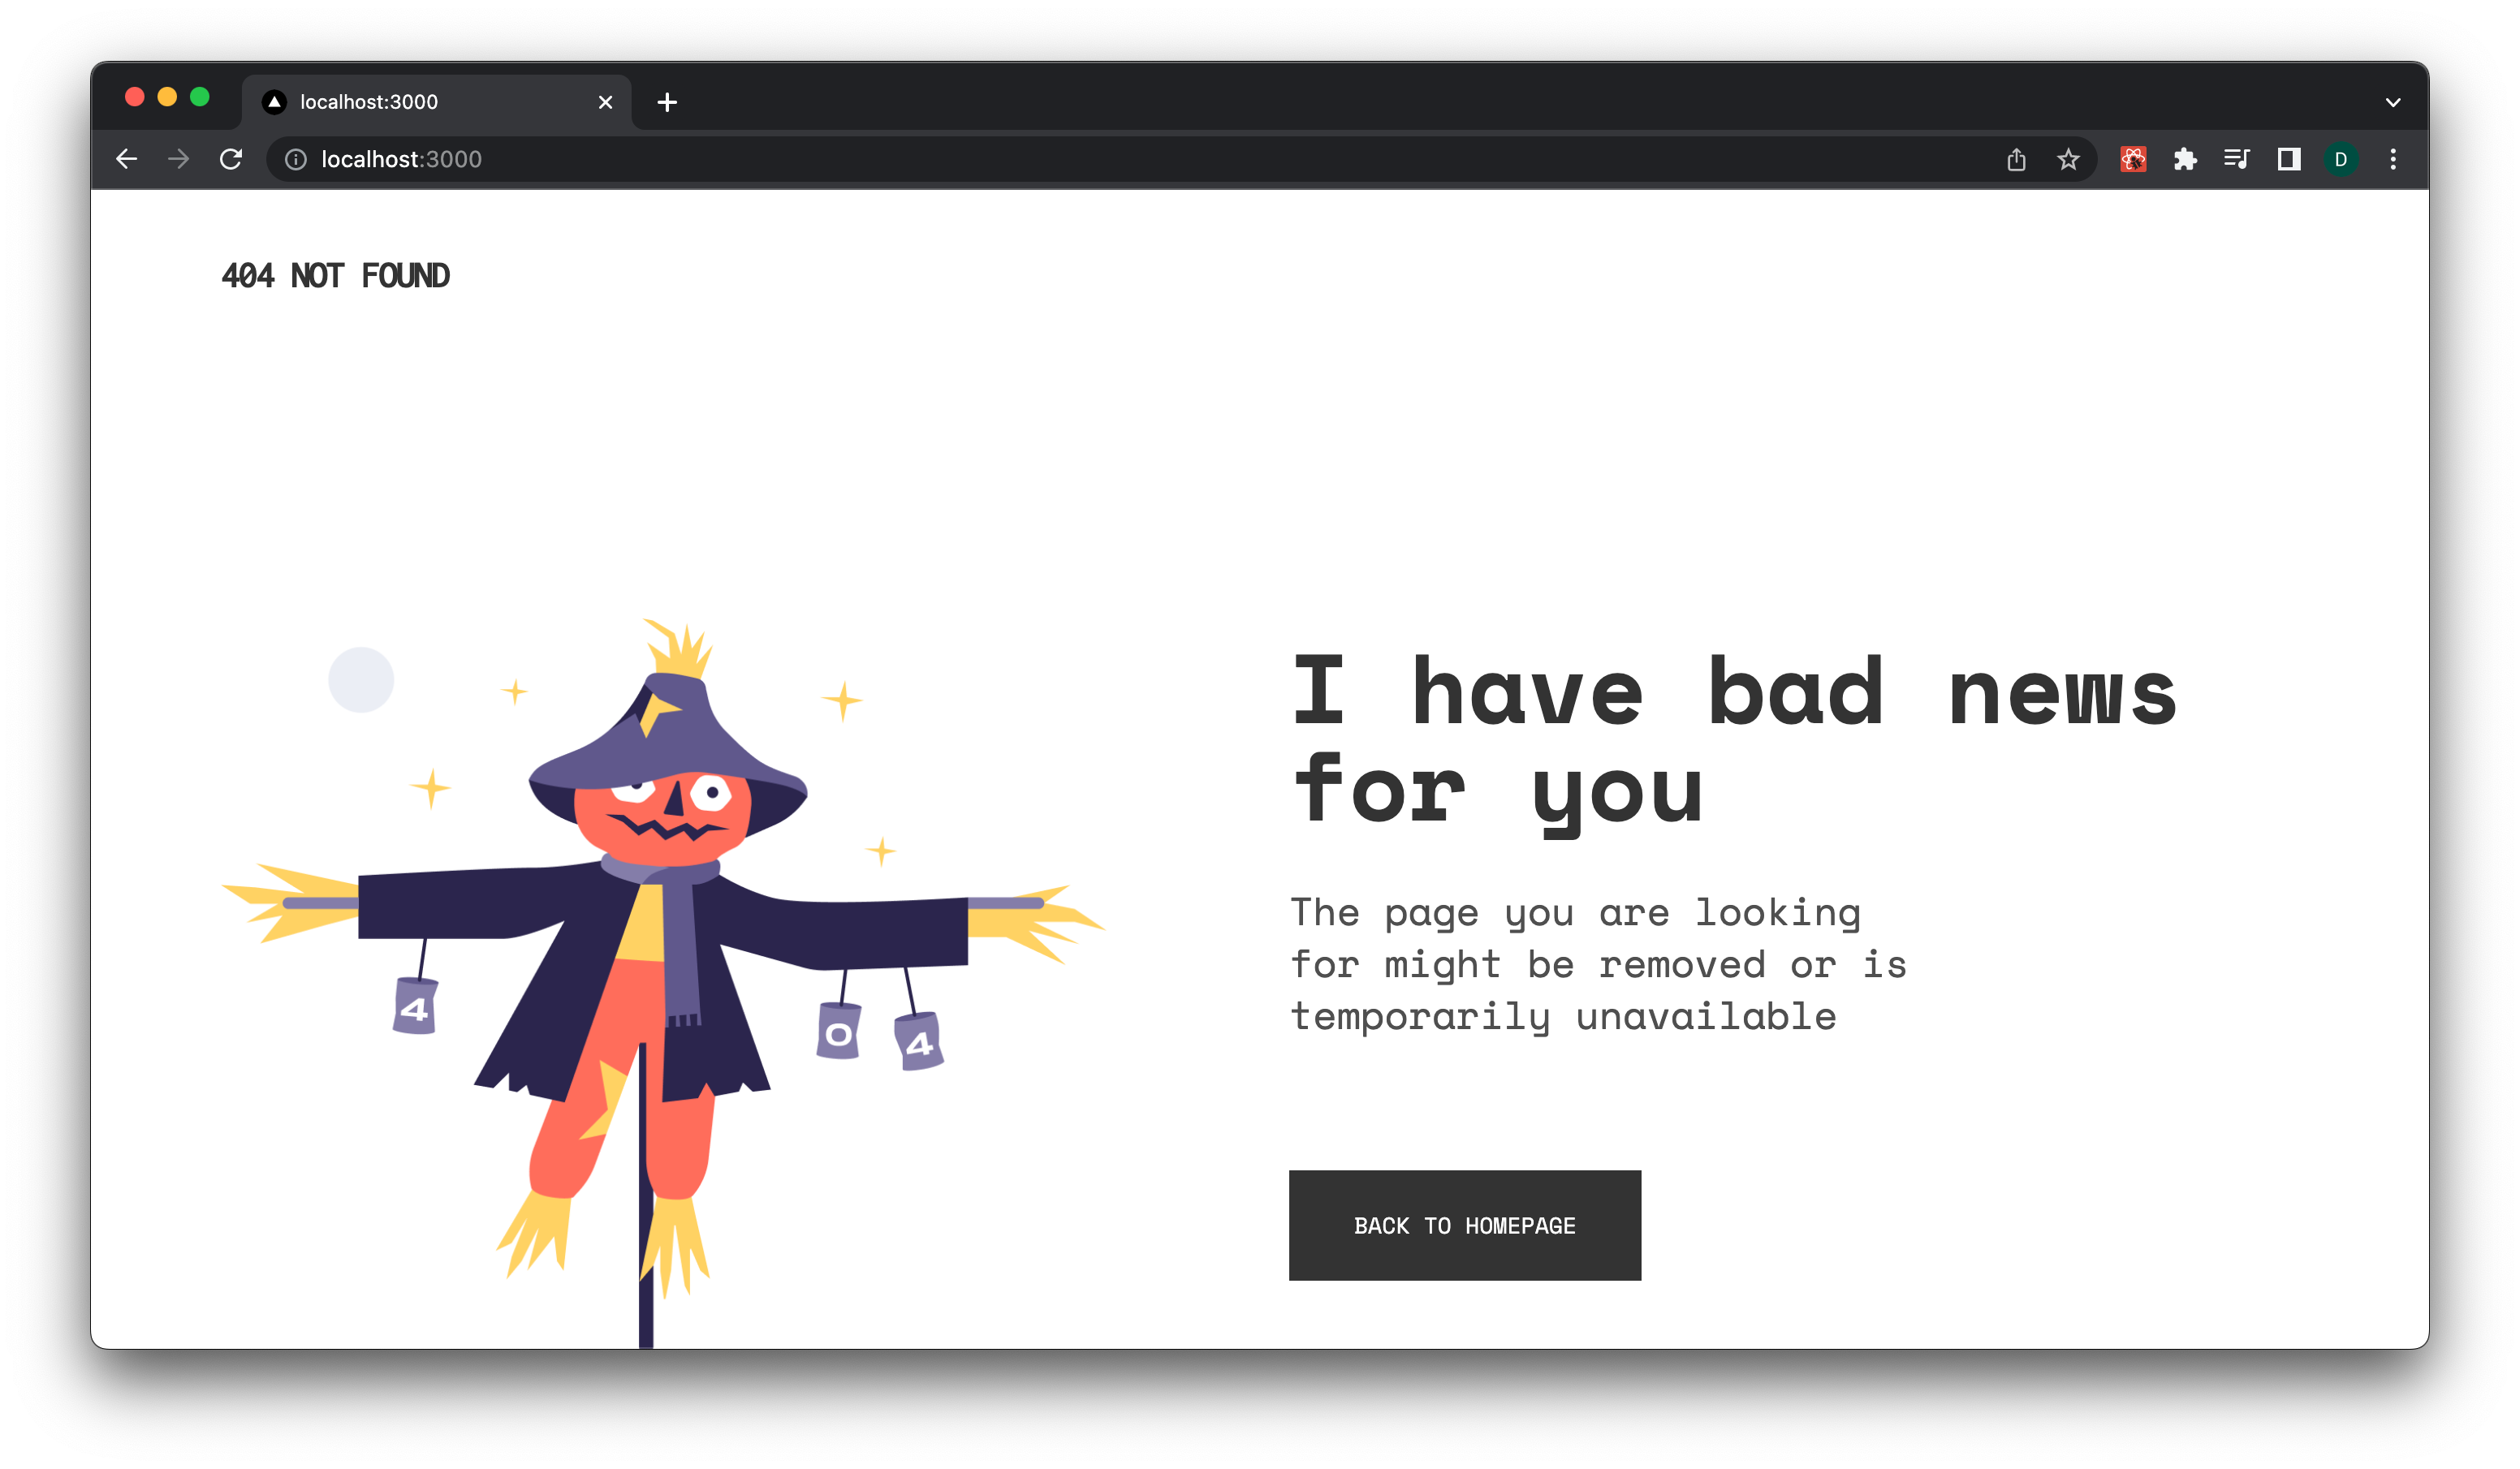 localhost:3000
localhost:3000
D
404 NOT FOUND
I have bad news
for you
The page you are looking
for might be removed or is
temporarily unavailable
4
0
4
BACK TO HOMEPAGE